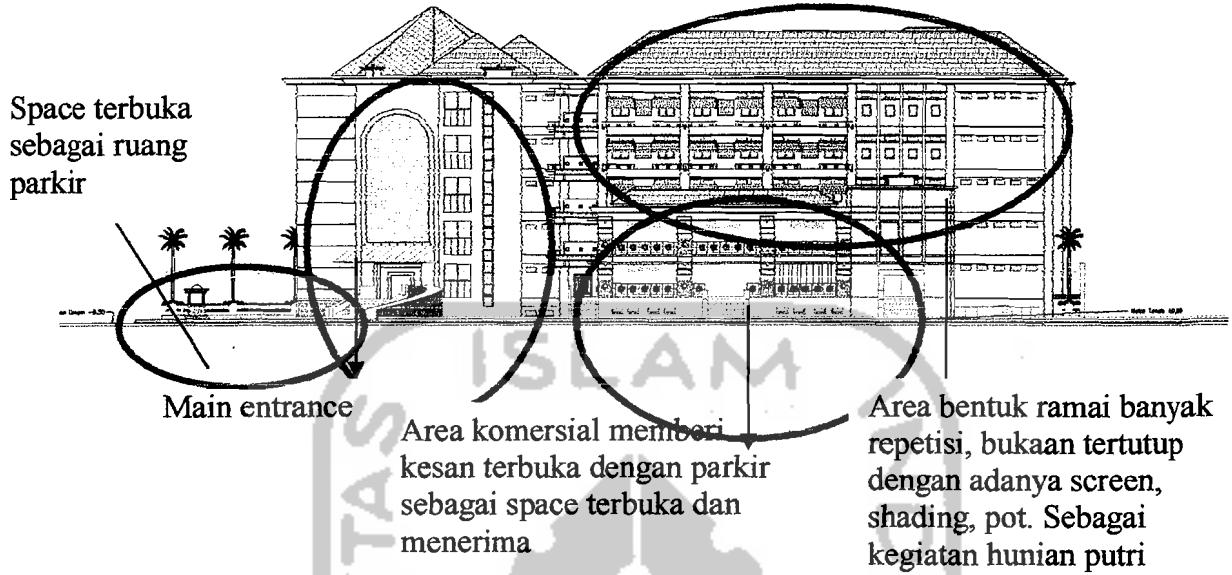 Space terbuka
sebagai ruang
parkir
Main entrance
Area komersial memberi
kesan terbuka dengan parkir
sebagai space terbuka dan
menerima
Area bentuk ramai banyak
repetisi, bukaan tertutup
dengan adanya screen,
shading, pot. Sebagai
kegiatan hunian putri
ISLAM
TAS